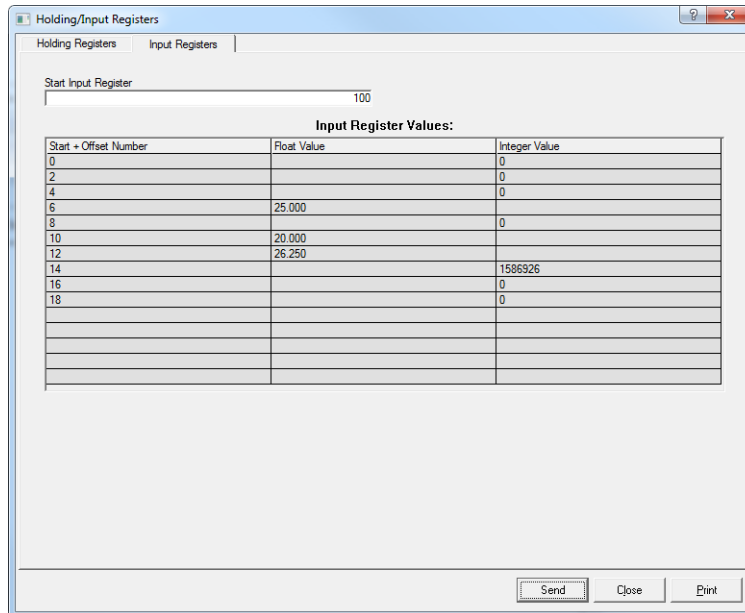 Holding/Input Registers
Holding Registers Input Registers
Start Input Register
100
Input Register Values:
Start + Offset Number Float Value Integer Value
0 0
2 0
4 0
6 25.000
8 0
10 20.000
12 26.250
14 1586926
16 0
18 0
Send Close Print